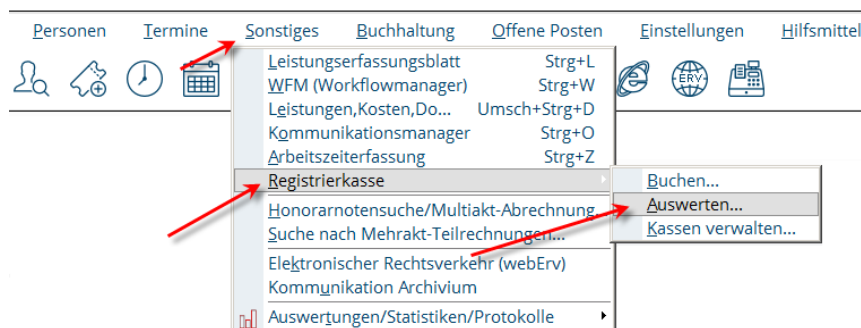 Personen Termine Sonstiges Buchhaltung Offene Posten Einstellungen Hilfsmittel
ERV
Leistungserfassungsblatt Strg+L
WFM (Workflowmanager) Strg+W
Leistungen,Kosten,Do... Umsch+Strg+D
Kommunikationsmanager Strg+O
Arbeitszeiterfassung Strg+Z
Registrierkasse
Buchen...
Auswerten...
Kassen verwalten...
Honorarnotensuche/Multiakt-Abrechnung...
Suche nach Mehrakt-Teilrechnungen...
Elektronischer Rechtsverkehr (webErv)
Kommunikation Archivium
Auswertungen/Statistiken/Protokolle